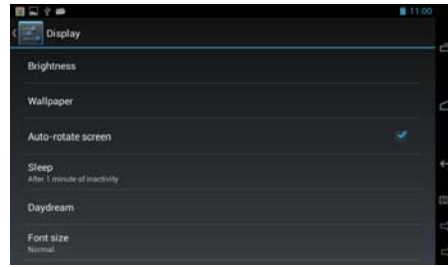 11:00
Display
Brightness
Wallpaper
Auto-rotate screen
Sleep
After 1 minute of inactivity
Daydream
Font size
Normal